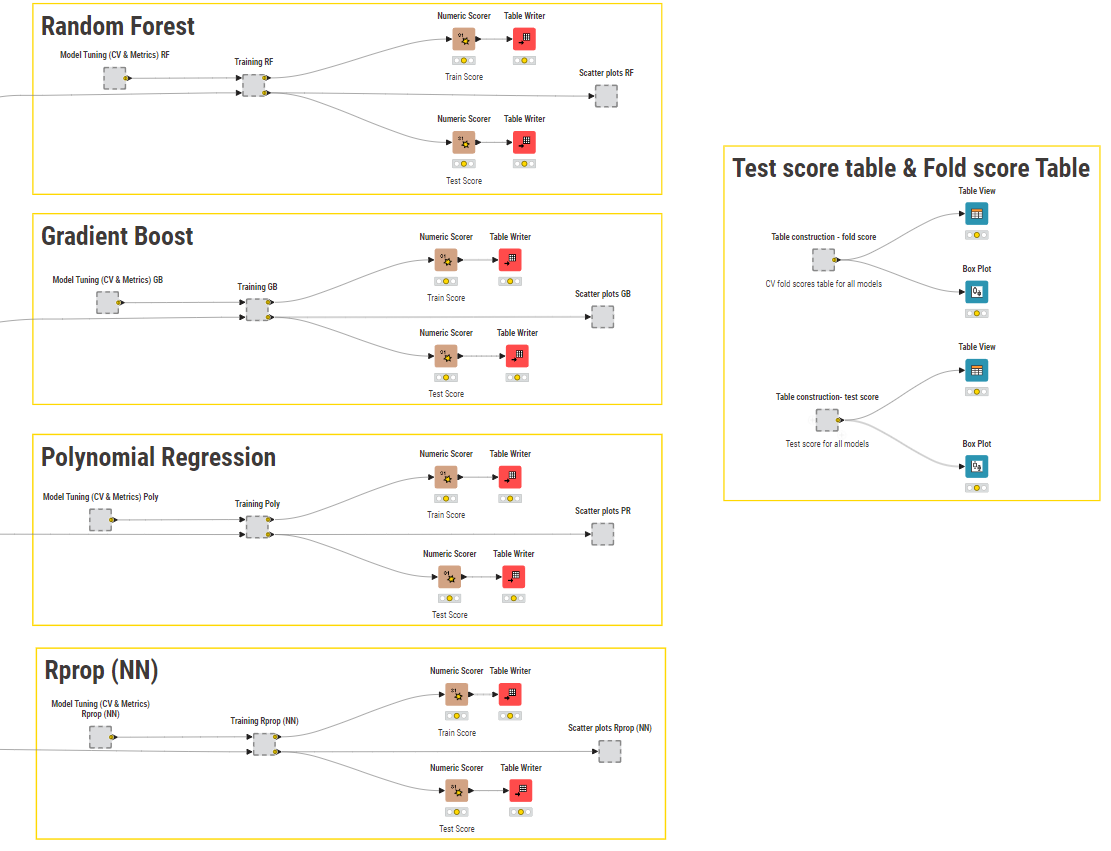 Random Forest
Numeric Scorer
Table Writer
Model Tuning (CV & Metrics) RF
Training RF
Train Score
Scatter plots RF
Numeric Scorer
Table Writer
Test Score
Gradient Boost
Numeric Scorer
Table Writer
Model Tuning (CV & Metrics) GB
Training GB
Train Score
Scatter plots GB
Numeric Scorer
Table Writer
Test Score
Polynomial Regression
Numeric Scorer
Table Writer
Model Tuning (CV & Metrics) Poly
Training Poly
Train Score
Scatter plots PR
Numeric Scorer
Table Writer
Test Score
Rprop (NN)
Numeric Scorer
Table Writer
Model Tuning (CV & Metrics)
Rprop (NN)
Training Rprop (NN)
Train Score
Scatter plots Rprop (NN)
Numeric Scorer
Table Writer
Test Score
Test score table & Fold score Table
Table View
Table construction - fold score
CV fold scores table for all models
Box Plot
Table View
Table construction- test score
Test score for all models
Box Plot